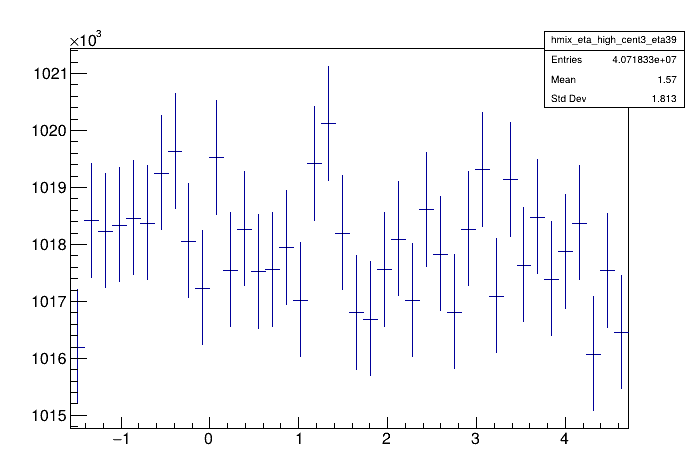 ×10³
hmix_eta_high_cent3_eta39
Entries 4.071833e+07
Mean 1.57
Std Dev 1.813
1021
1020
1019
1018
1017
1016
1015
−1 0 1 2 3 4